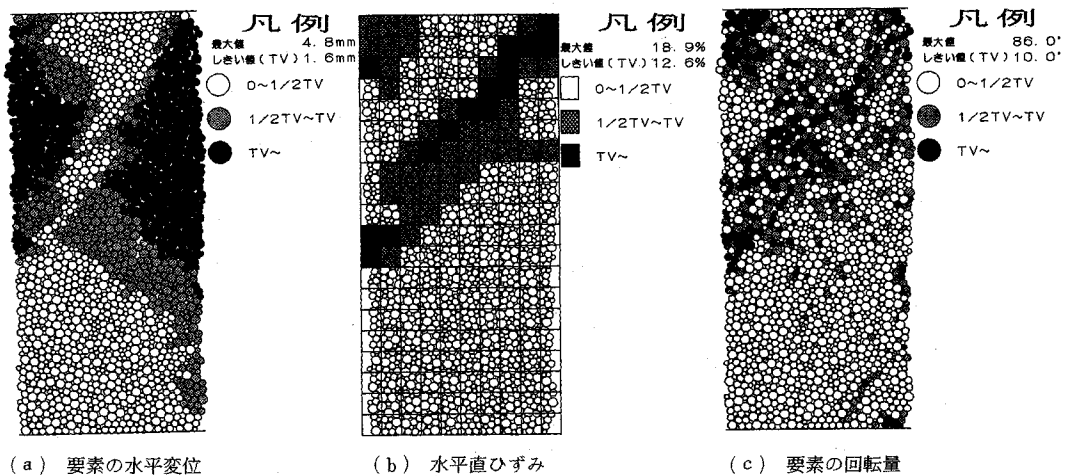 凡例
最大値 4.8mm
しきい値(TV)1.6mm
0~1/2TV
1/2TV~TV
TV~
(a) 要素の水平変位
凡例
最大値 18.9%
しきい値(TV)12.6%
0~1/2TV
1/2TV~TV
TV~
(b) 水平直ひずみ
凡例
最大値 86.0°
しきい値(TV)10.0°
0~1/2TV
1/2TV~TV
TV~
(c) 要素の回転量